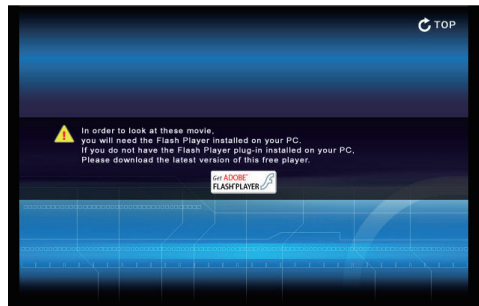 TOP
In order to look at these movie,
you will need the Flash Player installed on your PC.
If you do not have the Flash Player plug-in installed on your PC,
Please download the latest version of this free player.
Get ADOBE®
FLASH® PLAYER